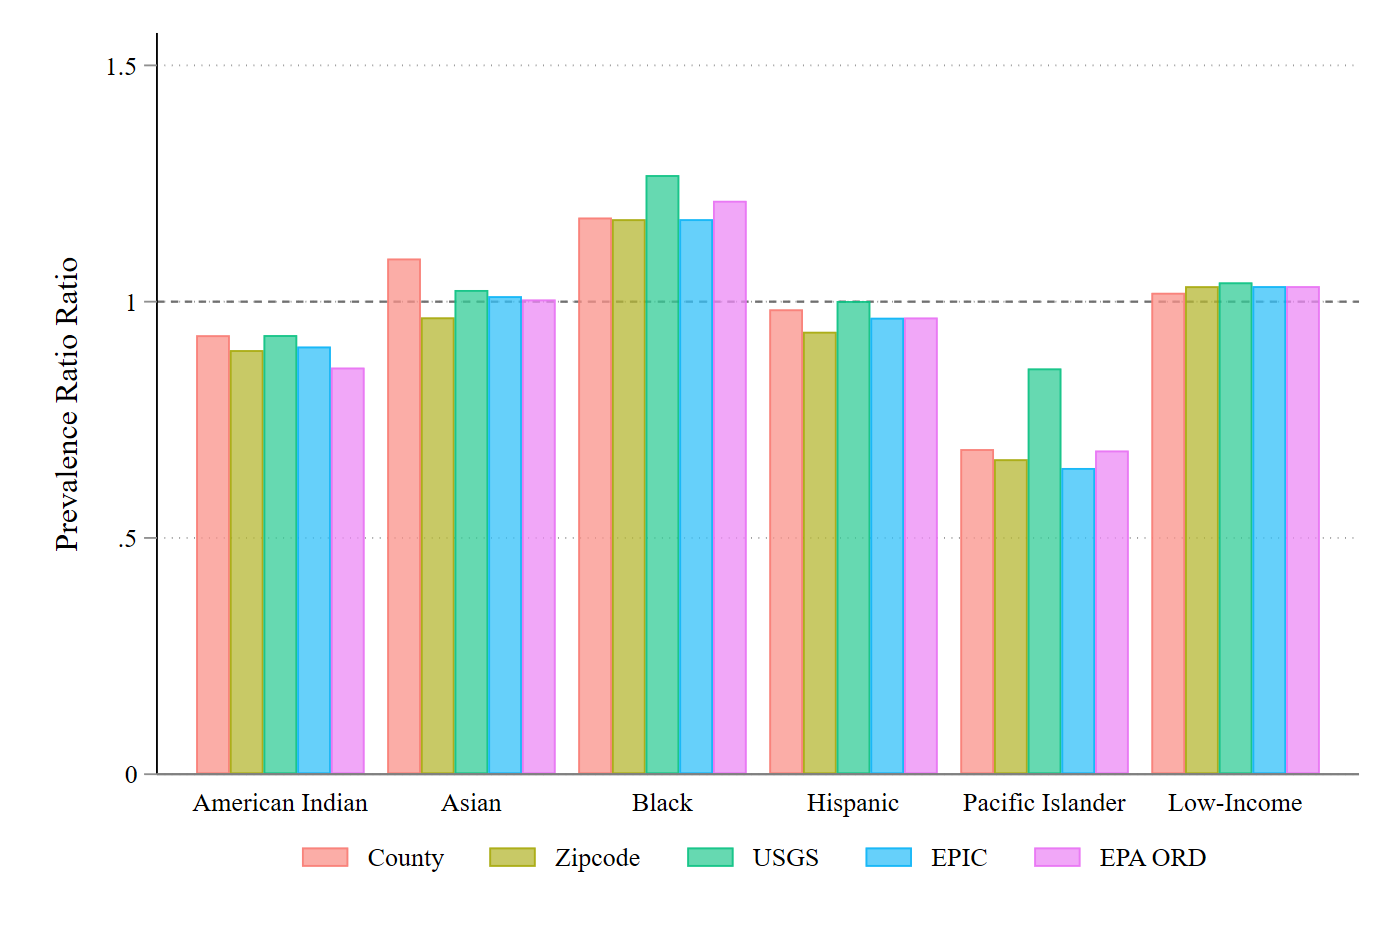 Prevalence Ratio Ratio
1.5
1
.5
0
American Indian
Asian
Black
Hispanic
Pacific Islander
Low-Income
County
Zipcode
USGS
EPIC
EPA ORD